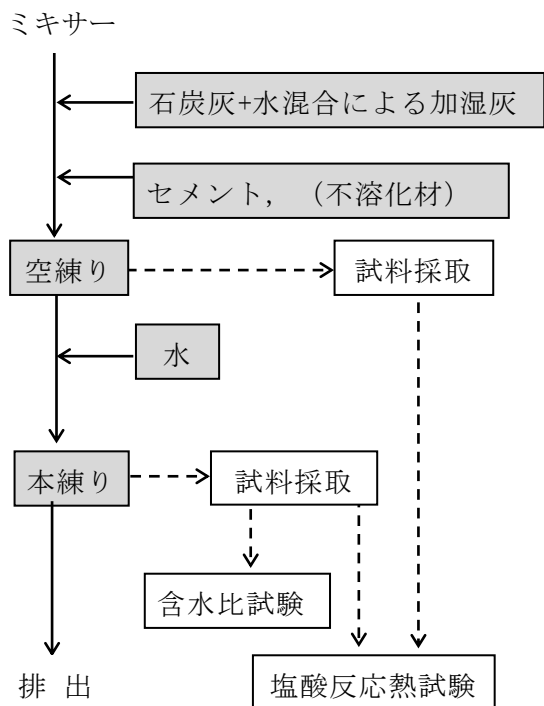 ミキサー
石炭灰+水混合による加湿灰
セメント，（不溶化材）
空練り
試料採取
水
本練り
試料採取
含水比試験
排 出
塩酸反応熱試験